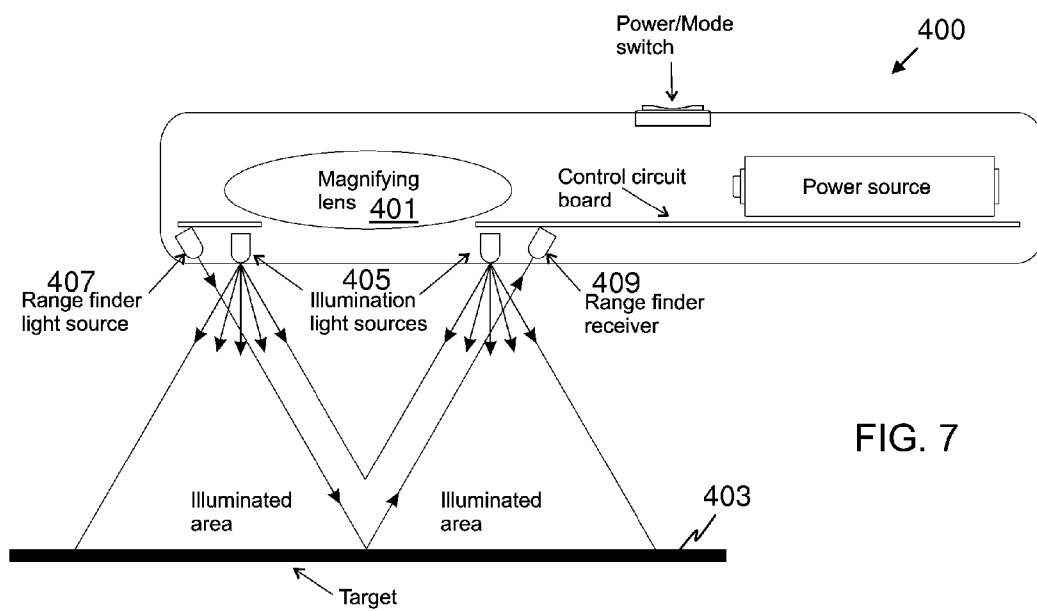 Power/Mode
switch
400
Magnifying
lens
401
Control circuit
board
Power source
407
Range finder
light source
405
Illumination
light sources
409
Range finder
receiver
FIG. 7
Illuminated
area
Illuminated
area
403
Target